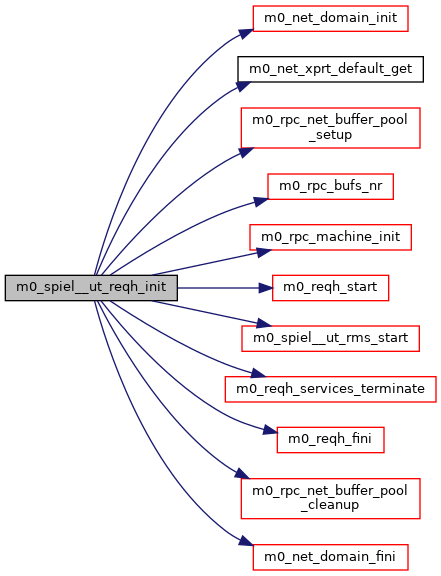 m0_net_domain_init
m0_net_xprt_default_get
m0_rpc_net_buffer_pool
_setup
m0_rpc_bufs_nr
m0_rpc_machine_init
m0_spiel__ut_reqh_init
m0_reqh_start
m0_spiel__ut_rms_start
m0_reqh_services_terminate
m0_reqh_fini
m0_rpc_net_buffer_pool
_cleanup
m0_net_domain_fini